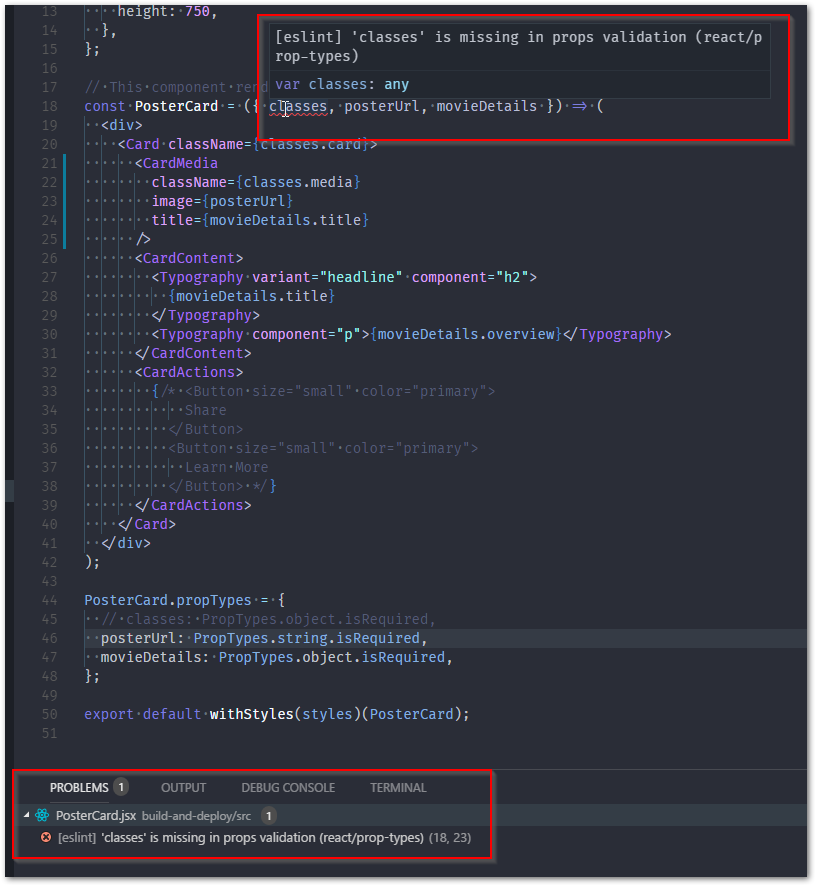 13 height: 750,
14 },
15 };
16
[eslint] 'classes' is missing in props validation (react/p
rop-types)
var classes: any
17 // This component rend
18 const PosterCard = ({ classes, posterUrl, movieDetails }) => (
19 <div>
20 <Card className={classes.card}>
21 <CardMedia
22 className={classes.media}
23 image={posterUrl}
24 title={movieDetails.title}
25 />
26 <CardContent>
27 <Typography variant="headline" component="h2">
28 {movieDetails.title}
29 </Typography>
30 <Typography component="p">{movieDetails.overview}</Typography>
31 </CardContent>
32 <CardActions>
33 {/* <Button size="small" color="primary">
34 Share
35 </Button>
36 <Button size="small" color="primary">
37 Learn More
38 </Button> */}
39 </CardActions>
40 </Card>
41 </div>
42 );
43
44 PosterCard.propTypes = {
45 // classes: PropTypes.object.isRequired,
46 posterUrl: PropTypes.string.isRequired,
47 movieDetails: PropTypes.object.isRequired,
48 };
49
50 export default withStyles(styles)(PosterCard);
51
PROBLEMS 1 OUTPUT DEBUG CONSOLE TERMINAL
PosterCard.jsx build-and-deploy/src 1
[eslint] 'classes' is missing in props validation (react/prop-types) (18, 23)